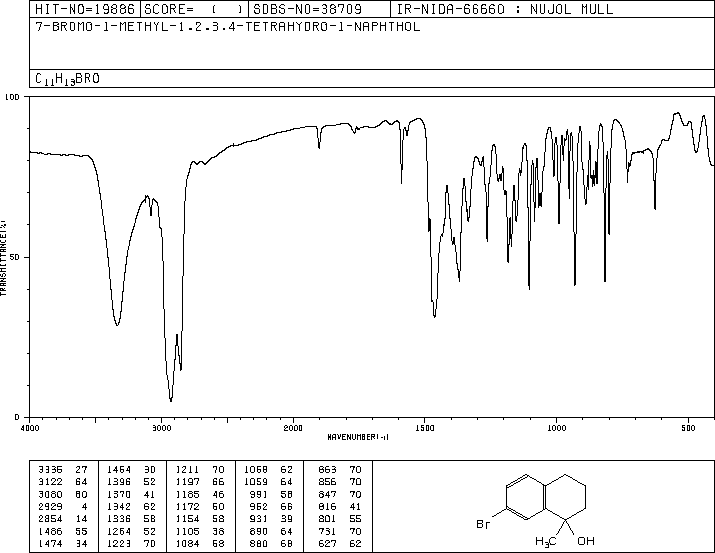 HIT-NO=19886 SCORE= ( ) SDBS-NO=38709 IR-NIDA-66660 : NUJOL MULL
7-BROMO-1-METHYL-1,2,3,4-TETRAHYDRO-1-NAPHTHOL
C11H13BRO
100
50
0
TRANSMITTANCE(%)
4000 3000 2000 1500 1000 500
WAVENUMBER(-1)
3336 27 1464 30 1211 70 1068 62 863 70
3122 64 1396 52 1197 66 1059 64 856 70
3080 60 1370 41 1185 46 991 58 847 70
2929 4 1342 62 1172 50 962 66 816 41
2854 14 1336 58 1154 58 931 39 801 55
1486 55 1264 52 1105 38 890 64 731 70
1474 34 1223 70 1084 58 880 68 627 62
Br
H3C OH